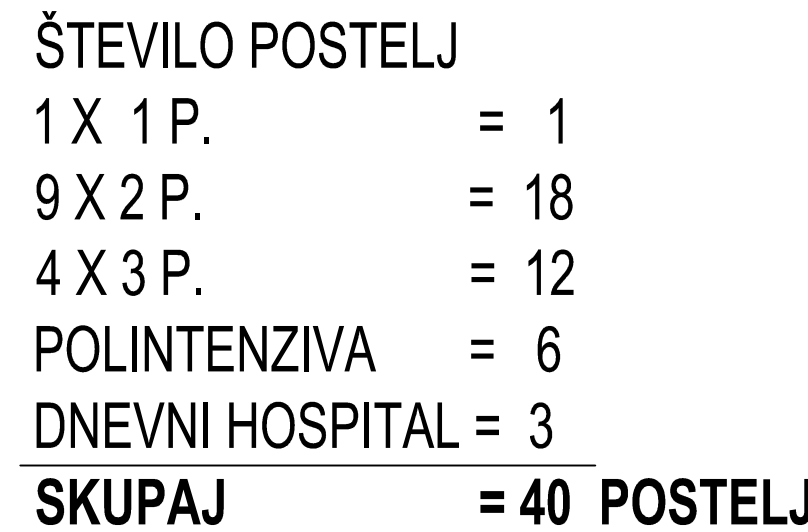 ŠTEVILO POSTELJ
1 X 1 P. = 1
9 X 2 P. = 18
4 X 3 P. = 12
POLINTENZIVA = 6
DNEVNI HOSPITAL = 3
SKUPAJ = 40 POSTELJ